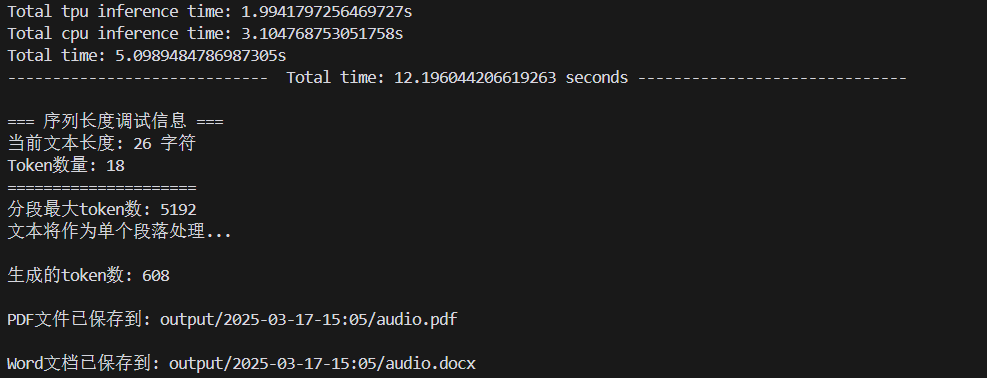 Total tpu inference time: 1.9941797256469727s
Total cpu inference time: 3.104768753051758s
Total time: 5.0989484786987305s
-----------------------------  Total time: 12.196044206619263 seconds ------------------------------
=== 序列长度调试信息 ===
当前文本长度: 26 字符
Token数量: 18
=====================
分段最大token数: 5192
文本将作为单个段落处理...
生成的token数: 608
PDF文件已保存到: output/2025-03-17-15:05/audio.pdf
Word文档已保存到: output/2025-03-17-15:05/audio.docx